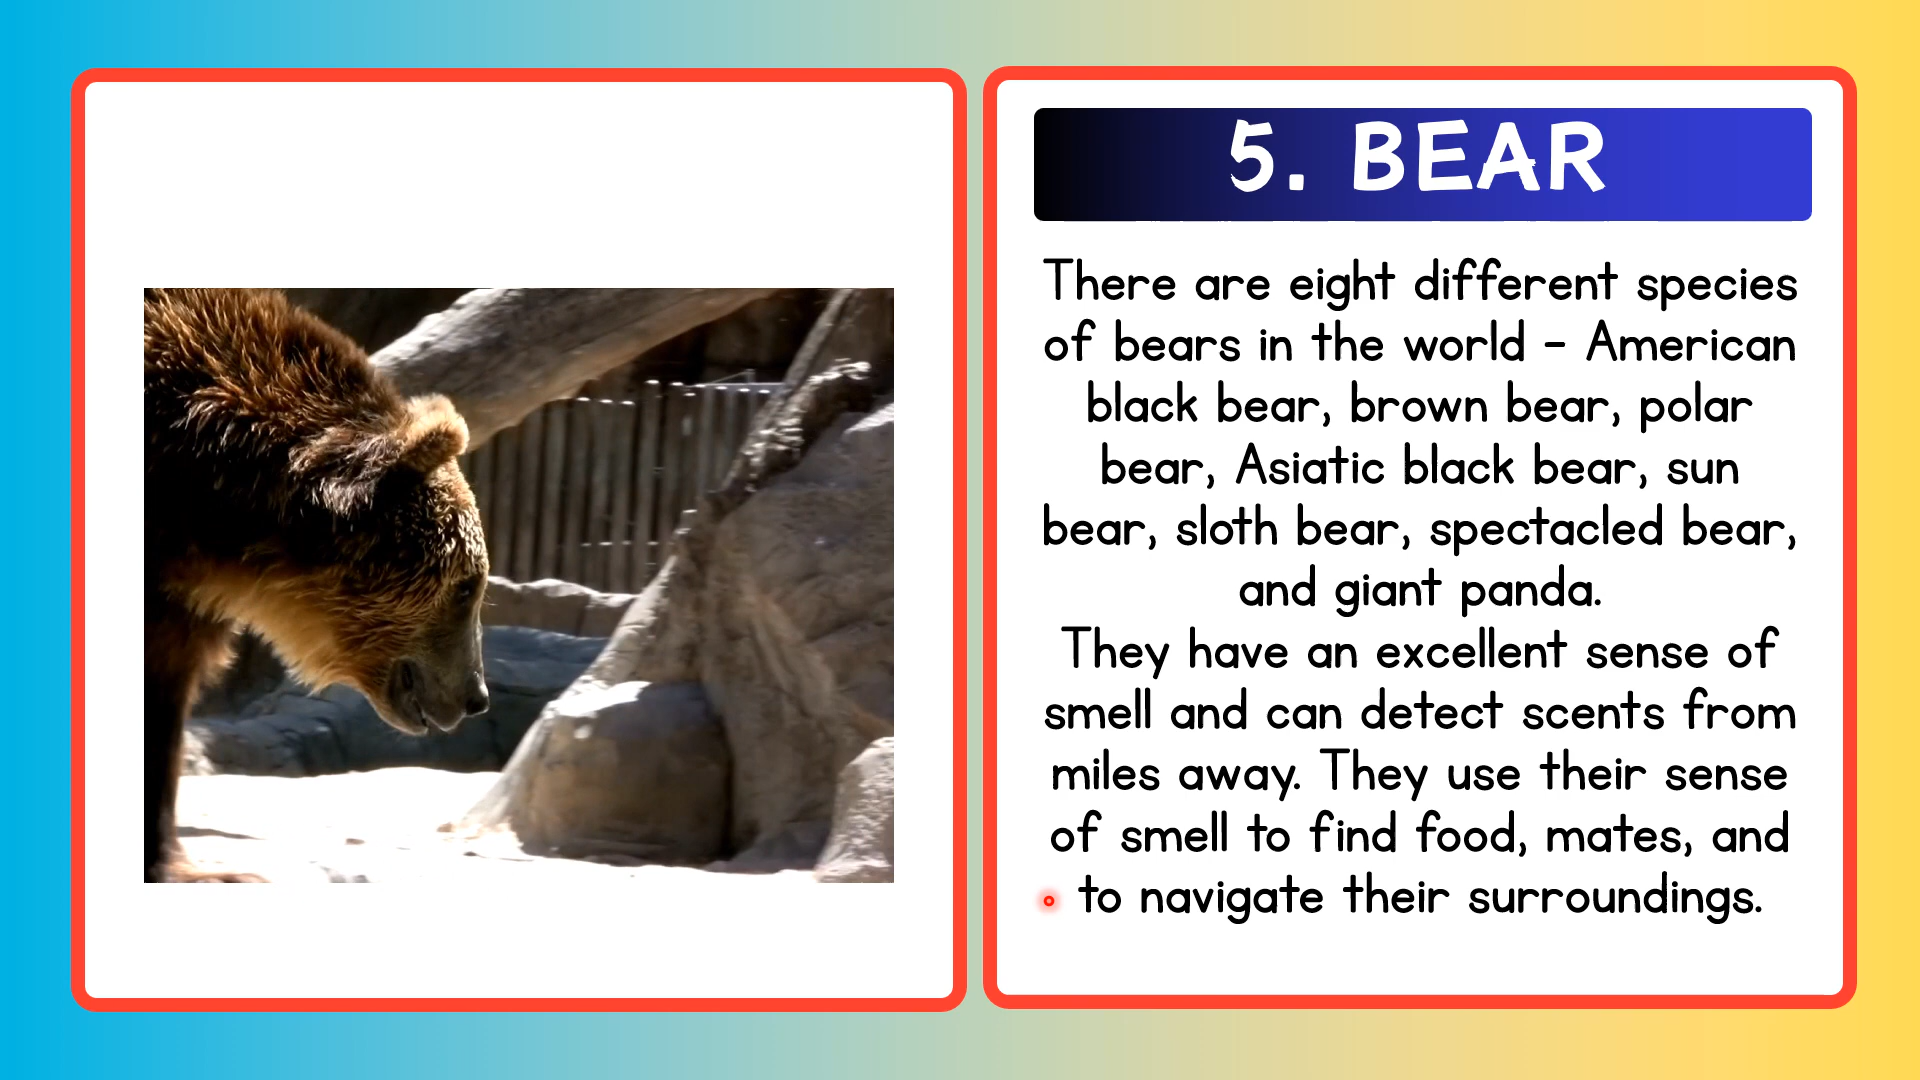 5. BEAR
There are eight different species
of bears in the world - American
black bear, brown bear, polar
bear, Asiatic black bear, sun
bear, sloth bear, spectacled bear,
and giant panda.
They have an excellent sense of
smell and can detect scents from
miles away. They use their sense
of smell to find food, mates, and
to navigate their surroundings.